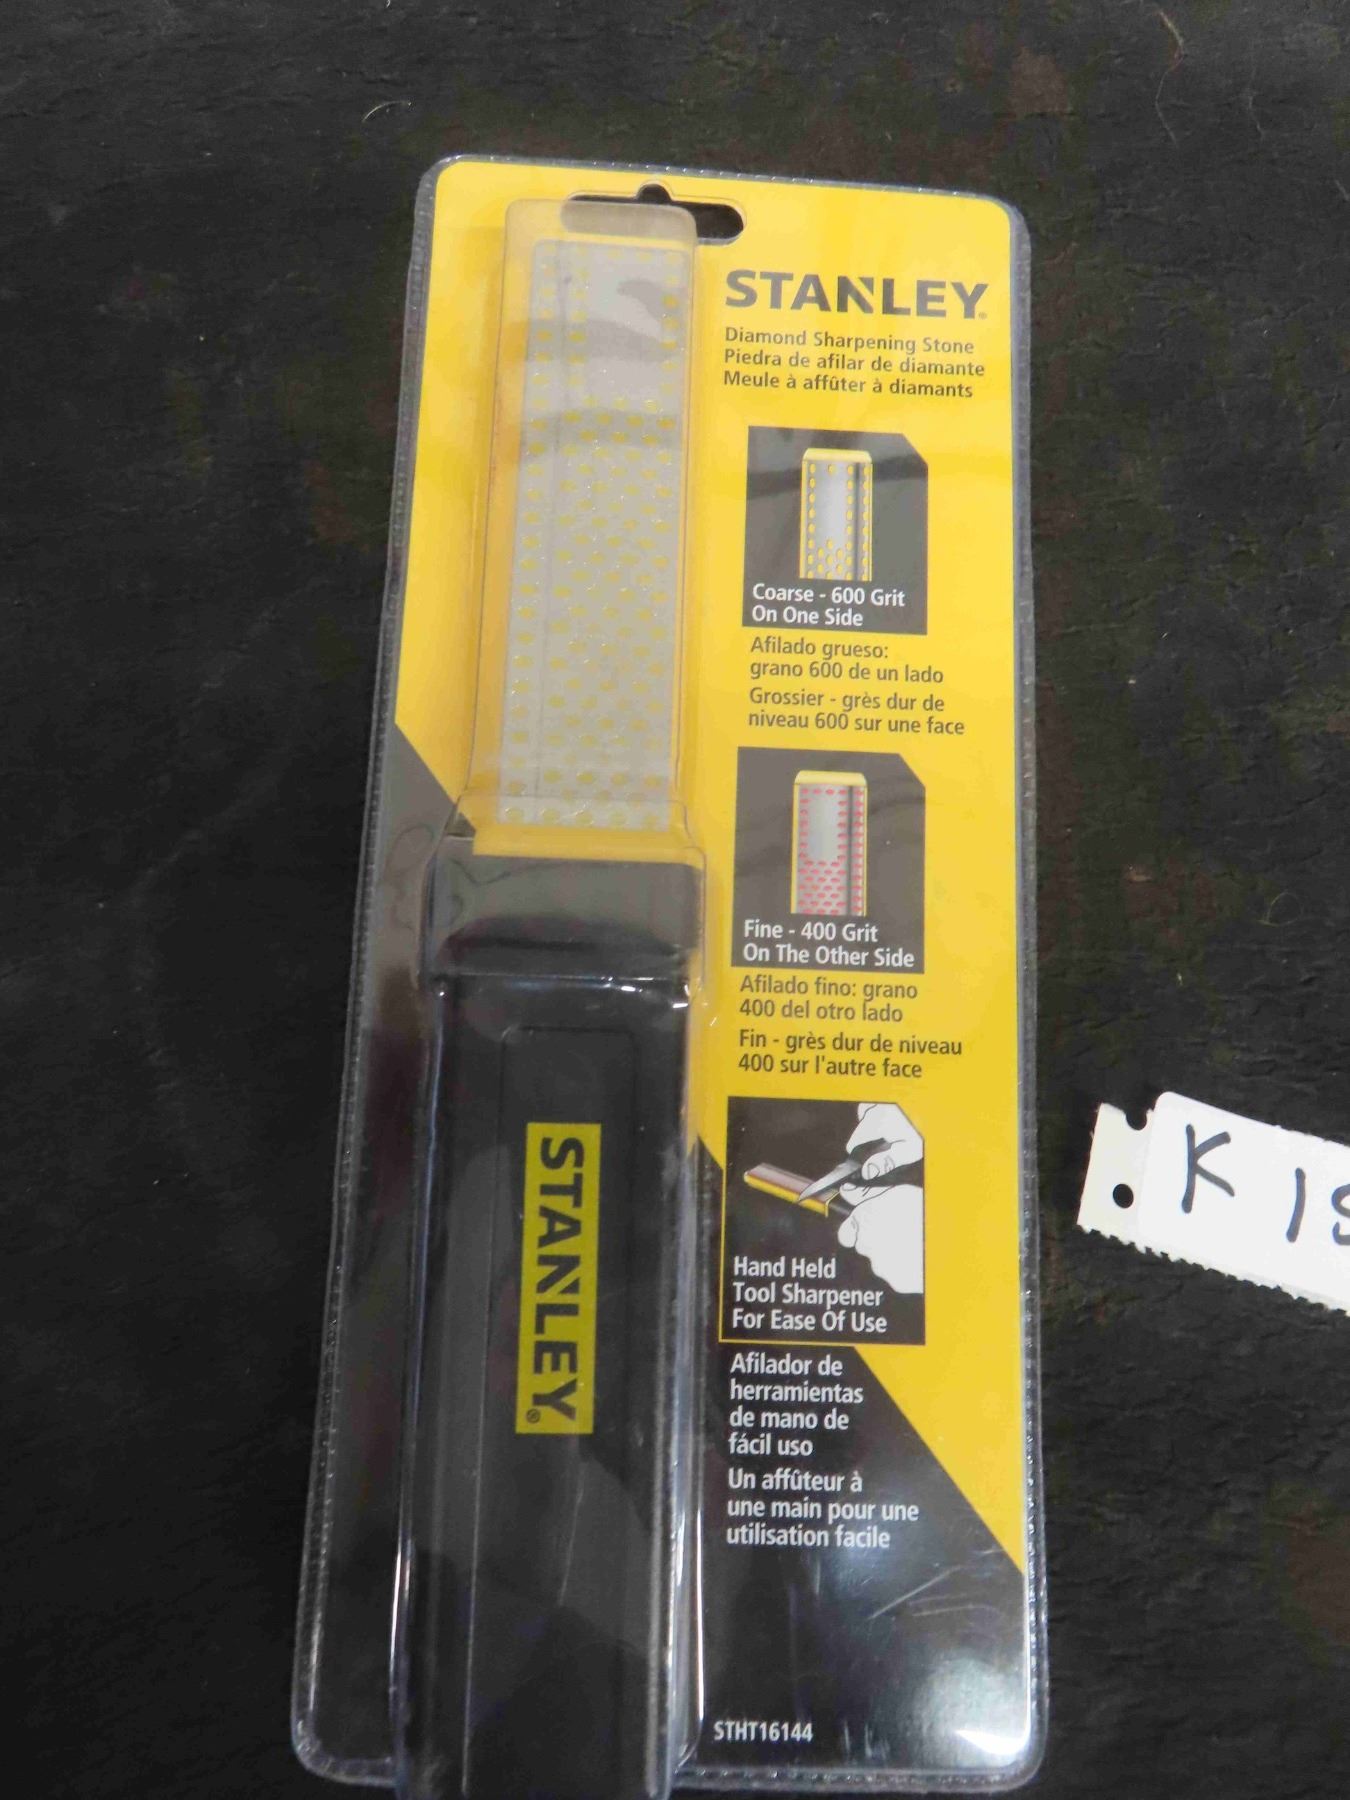 STANLEY®
Diamond Sharpening Stone
Piedra de afilar de diamante
Meule à affûter à diamants
Coarse - 600 Grit
On One Side
Afilado grueso:
grano 600 de un lado
Grossier - grès dur de
niveau 600 sur une face
Fine - 400 Grit
On The Other Side
Afilado fino: grano
400 del otro lado
Fin - grès dur de niveau
400 sur l'autre face
Hand Held
Tool Sharpener
For Ease Of Use
Afilador de
herramientas
de mano de
fácil uso
Un affûteur à
une main pour une
utilisation facile
STHT16144
STANLEY®
K